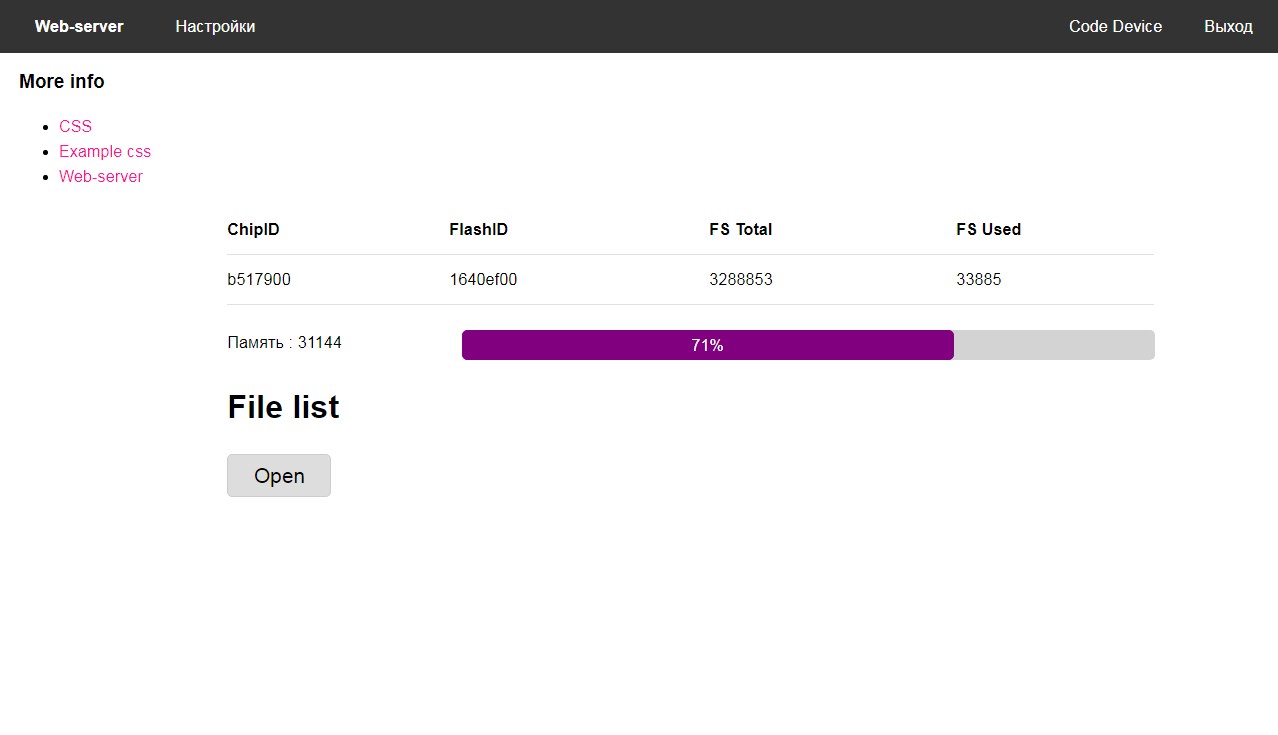 Web-server Настройки Code Device Выход
More info
CSS
Example css
Web-server
ChipID FlashID FS Total FS Used
b517900 1640ef00 3288853 33885
Память : 31144 71%
File list
Open